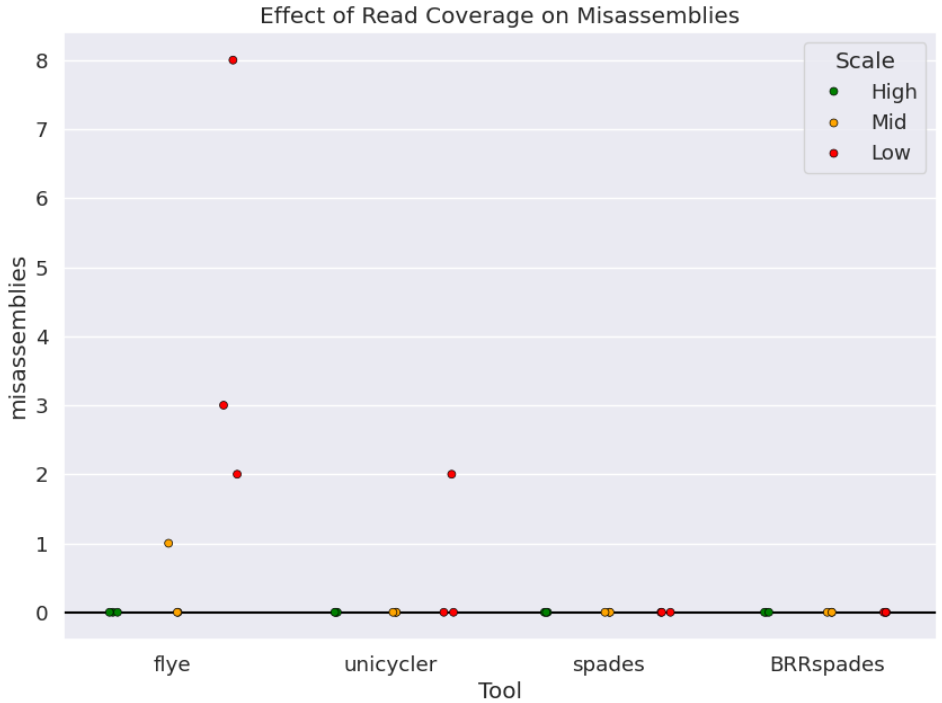 Effect of Read Coverage on Misassemblies
8
7
6
5
4
3
2
1
0
misassemblies
Scale
High
Mid
Low
flye unicycler spades BRRspades
Tool